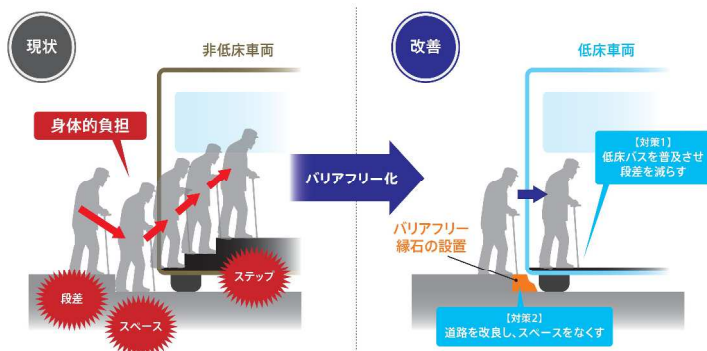 現状
非低床車両
身体的負担
段差
スペース
ステップ
バリアフリー化
改善
低床車両
【対策1】
低床バスを普及させ
段差を減らす
バリアフリー
縁石の設置
【対策2】
道路を改良し、スペースをなくす